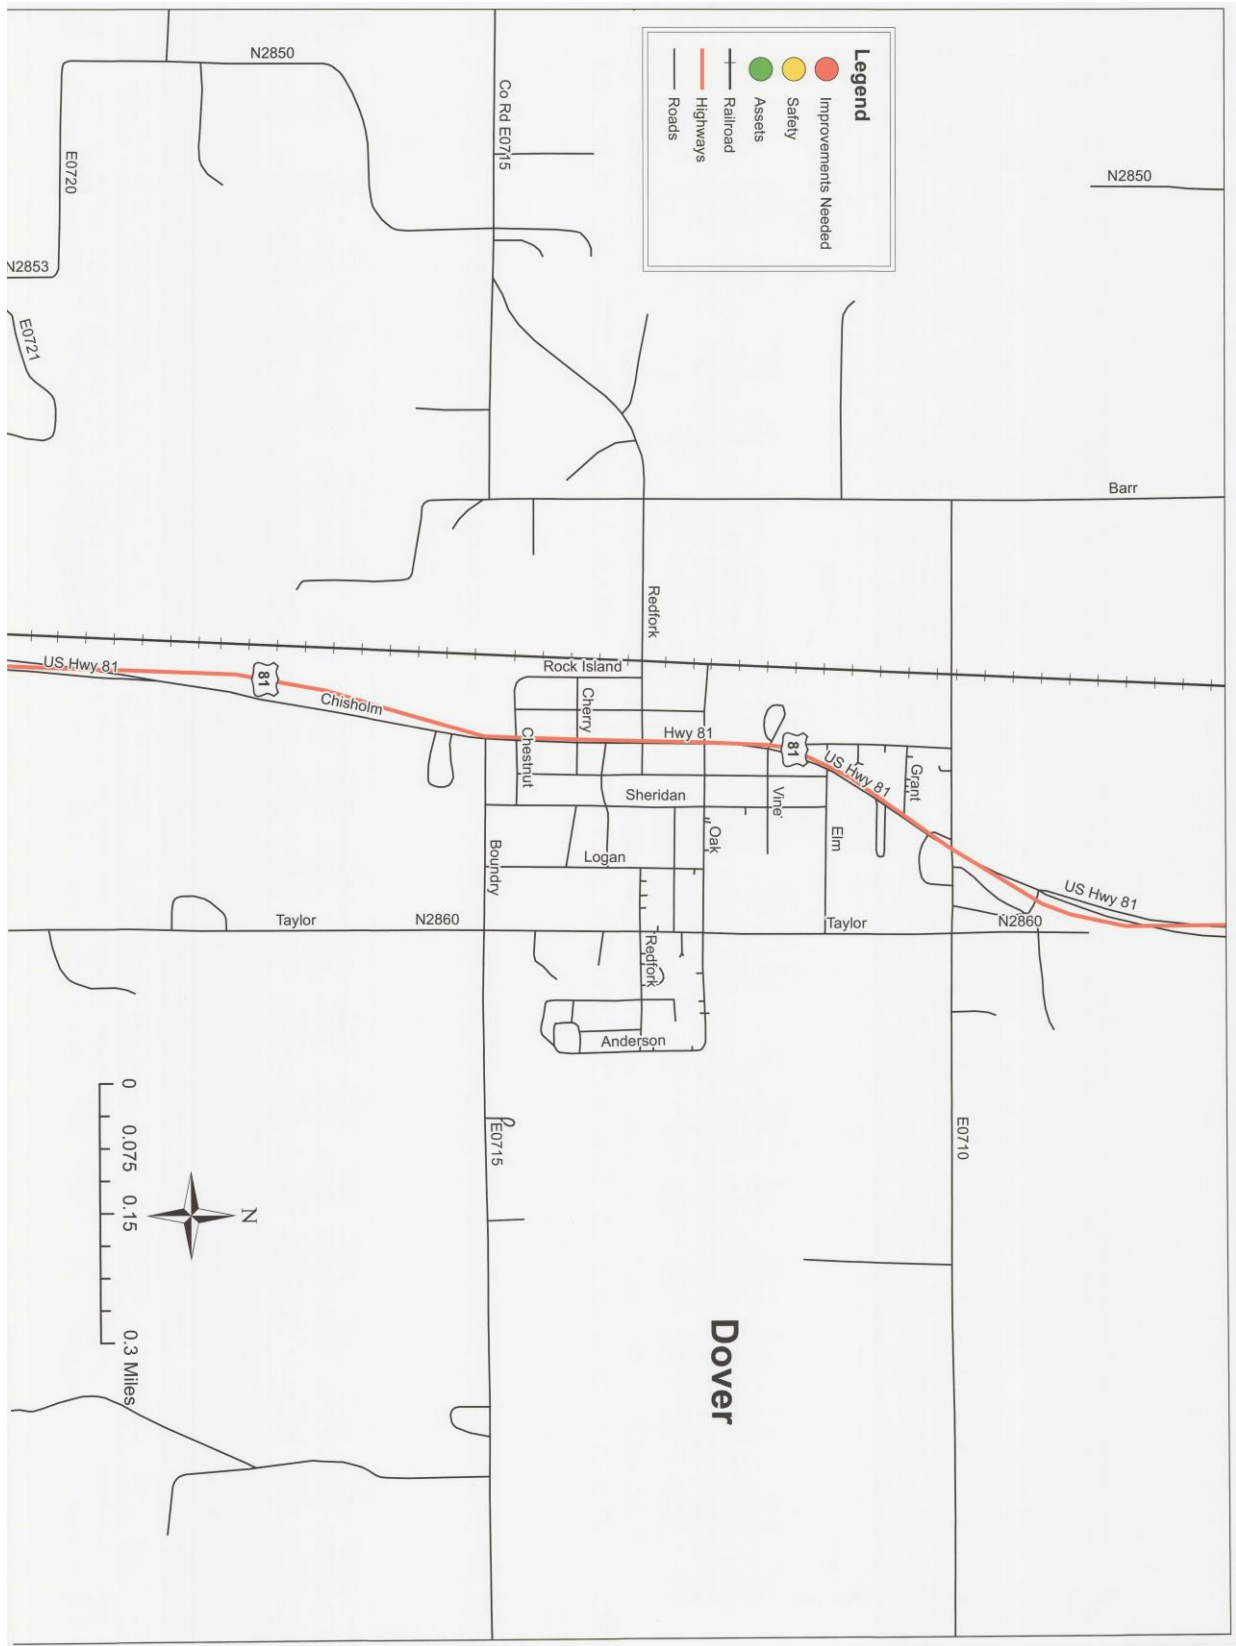 Legend
Improvements Needed
Safety
Assets
Railroad
Highways
Roads
N2850
N2850
Co Rd E0715
E0720
N2853
E0721
Barr
Redfork
Rock Island
US Hwy 81
81
Chisholm
Cherry
Chestnut
Hwy 81
81
US Hwy 81
Grant
Sheridan
Vine
Oak
Elm
Logan
Boundry
US Hwy 81
Taylor
N2860
Taylor
N2860
Redfork
Anderson
E0715
E0710
N
0 0.075 0.15 0.3 Miles
Dover